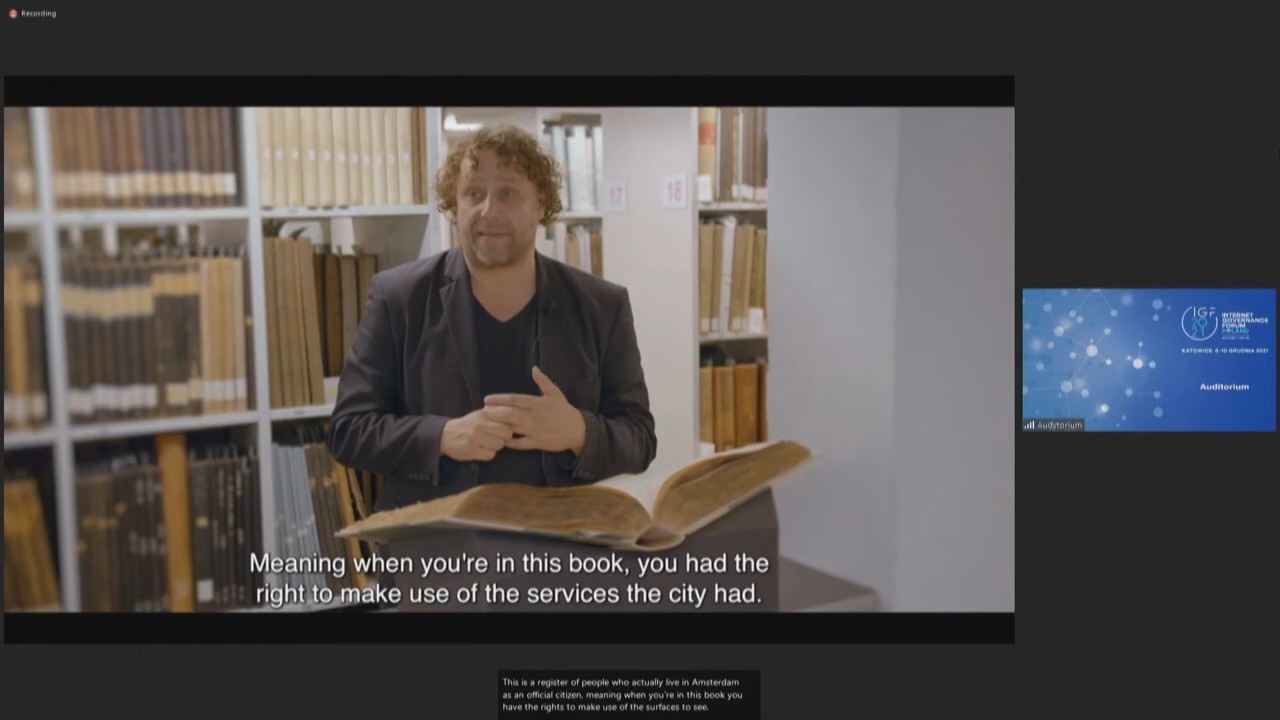 Recording
17
18
Meaning when you're in this book, you had the
right to make use of the services the city had.
IGF
2021
INTERNET
GOVERNANCE
FORUM
POLAND
KATOWICE, 6-10 GRUDNIA 2021
Auditorium
Audytorium
This is a register of people who actually live in Amsterdam
as an official citizen, meaning when you're in this book you
have the rights to make use of the surfaces to see.